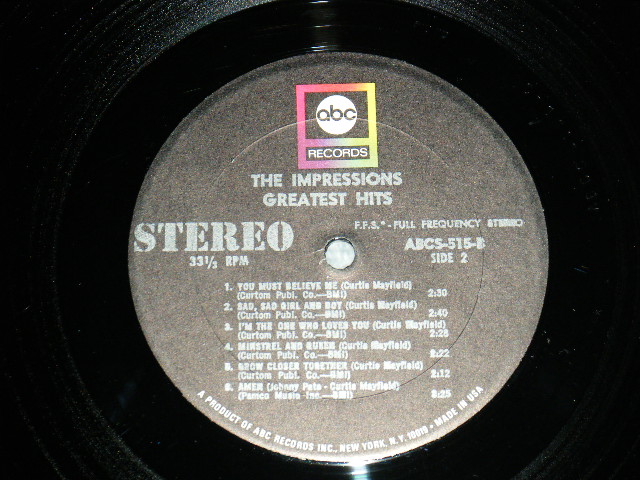 abc
RECORDS
THE IMPRESSIONS
GREATEST HITS
STEREO
F.F.S.* - FULL FREQUENCY STEREO
33⅓ RPM
ABCS-515-B
SIDE 2
1. YOU MUST BELIEVE ME (Curtis Mayfield)
(Curtom Publ. Co.—BMI) 2:30
2. SAD, SAD GIRL AND BOY (Curtis Mayfield)
(Curtom Publ. Co.—BMI) 2:40
3. I'M THE ONE WHO LOVES YOU (Curtis Mayfield)
(Curtom Publ. Co.—BMI) 2:28
4. MINSTREL AND QUEEN (Curtis Mayfield)
(Curtom Publ. Co.—BMI) 2:22
5. GROW CLOSER TOGETHER (Curtis Mayfield)
(Curtom Publ. Co.—BMI) 2:12
6. AMEN (Johnny Pate - Curtis Mayfield)
(Pamco Music Inc.—BMI) 3:25
A PRODUCT OF ABC RECORDS INC., NEW YORK, N.Y. 10019 • MADE IN USA